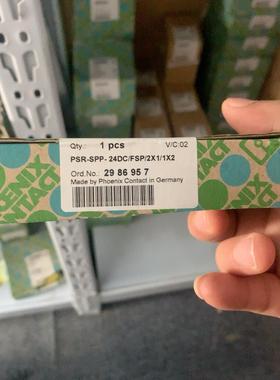 Qty.: 1 pcs V/C:02
PSR-SPP- 24DC/FSP/2X1/1X2
Ord.No.: 29 86 95 7
Made by Phoenix Contact in Germany